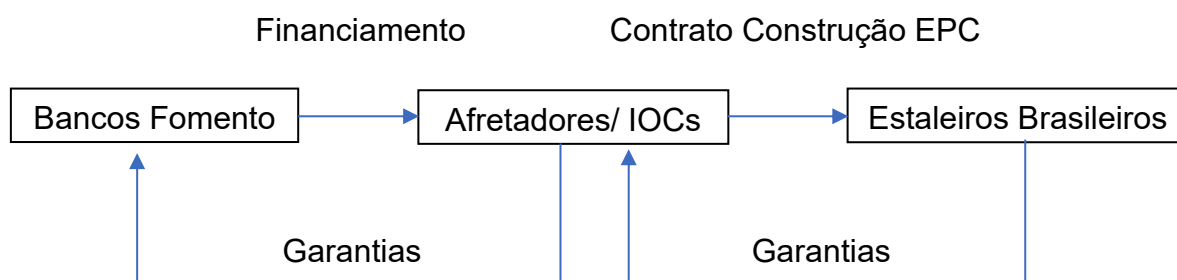 Financiamento
Contrato Construção EPC
Bancos Fomento
Afretadores/ IOCs
Estaleiros Brasileiros
Garantias
Garantias